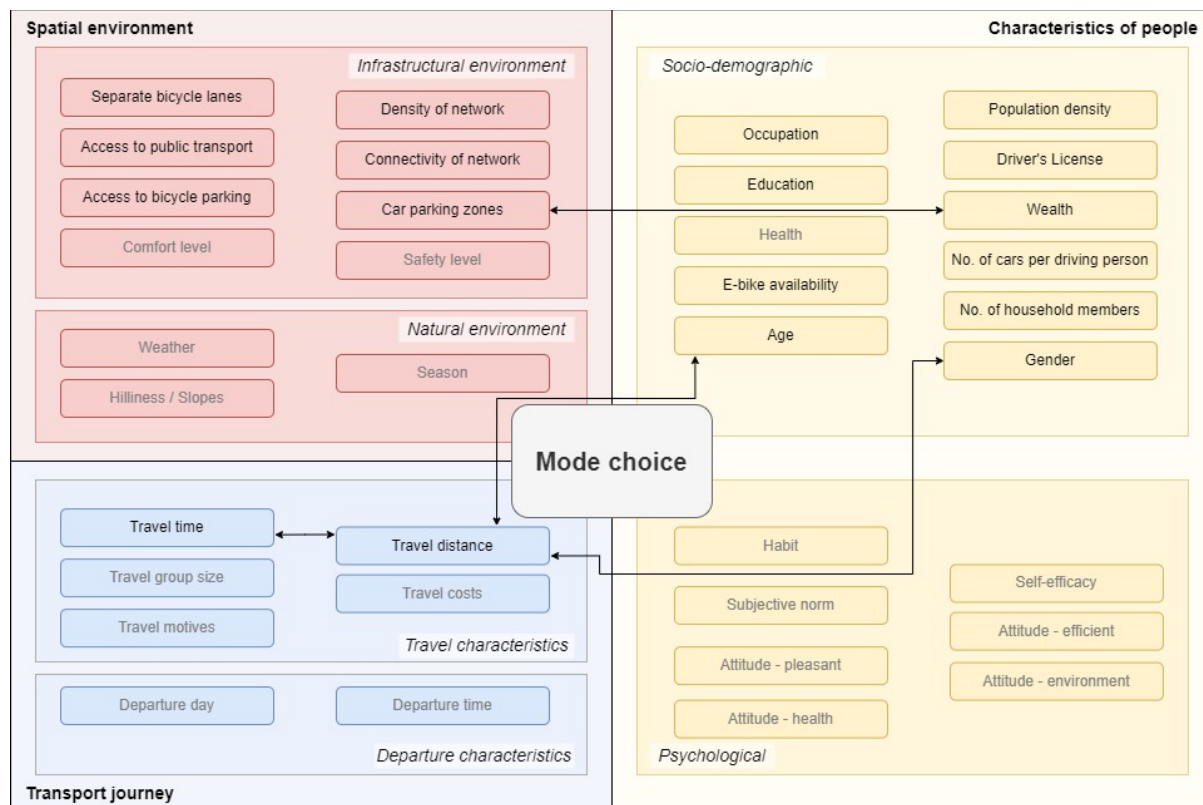 Spatial environment
Infrastructural environment
Separate bicycle lanes
Access to public transport
Access to bicycle parking
Comfort level
Density of network
Connectivity of network
Car parking zones
Safety level
Natural environment
Weather
Hilliness / Slopes
Season
Characteristics of people
Socio-demographic
Occupation
Education
Health
E-bike availability
Age
Population density
Driver's License
Wealth
No. of cars per driving person
No. of household members
Gender
Mode choice
Travel time
Travel group size
Travel motives
Travel distance
Travel costs
Travel characteristics
Departure day
Departure time
Departure characteristics
Transport journey
Habit
Subjective norm
Attitude - pleasant
Attitude - health
Self-efficacy
Attitude - efficient
Attitude - environment
Psychological